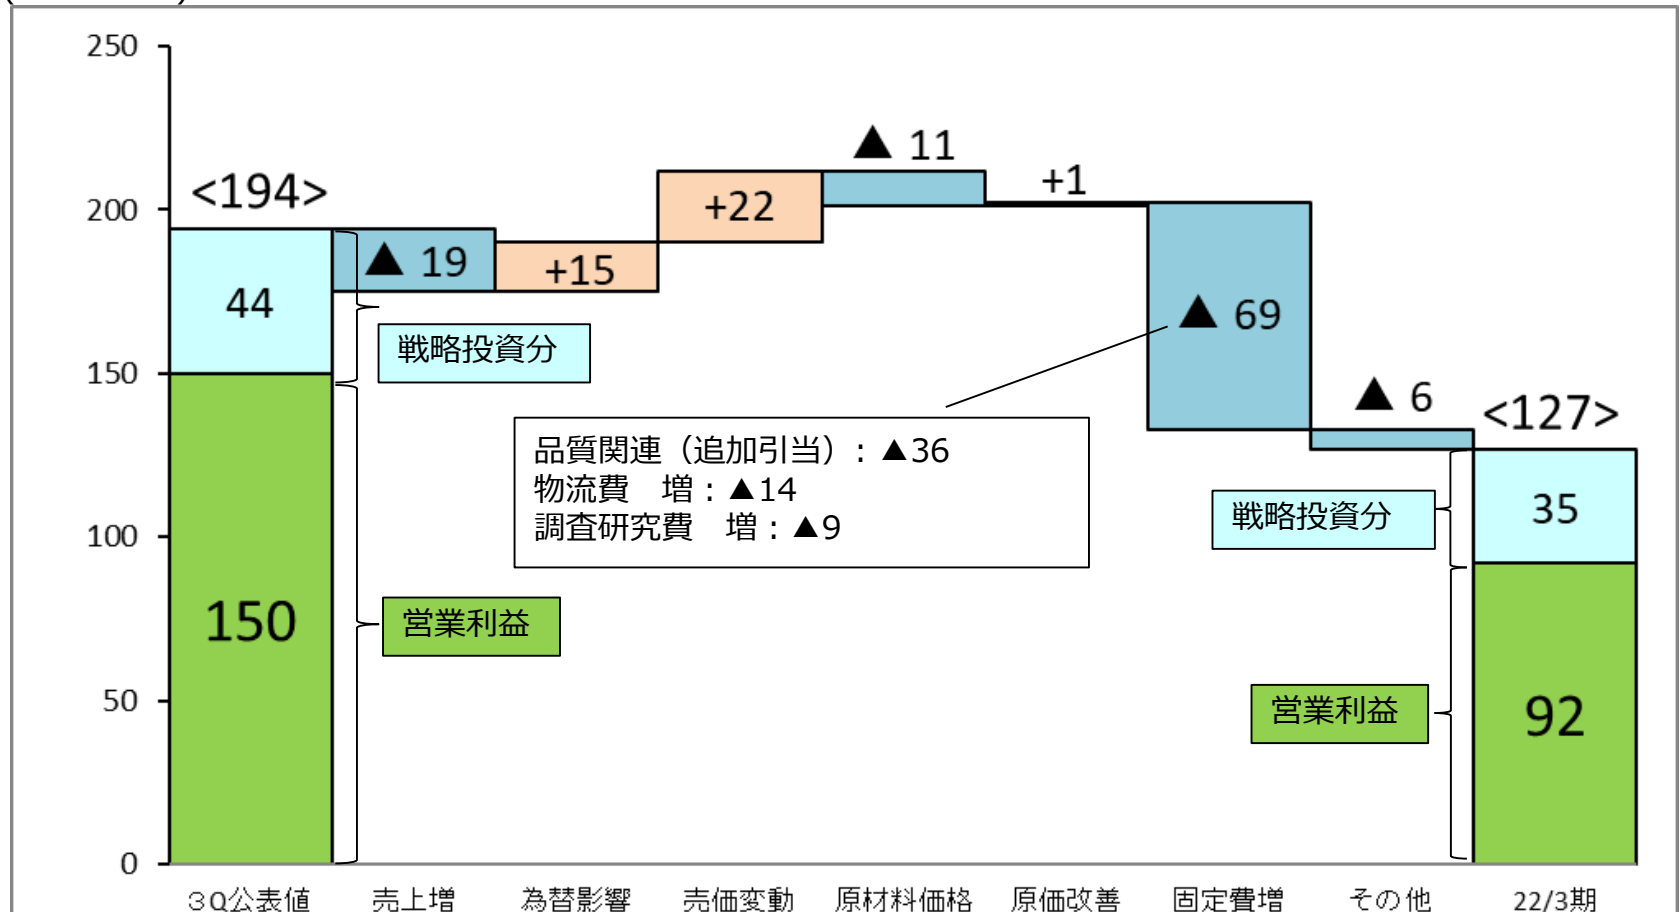 250
200
150
100
50
0
<194>
44
150
▲ 19
+15
+22
▲ 11
+1
▲ 69
▲ 6
<127>
35
92
戦略投資分
営業利益
品質関連（追加引当）：▲36
物流費　増：▲14
調査研究費　増：▲9
戦略投資分
営業利益
3Q公表値
売上増
為替影響
売価変動
原材料価格
原価改善
固定費増
その他
22/3期